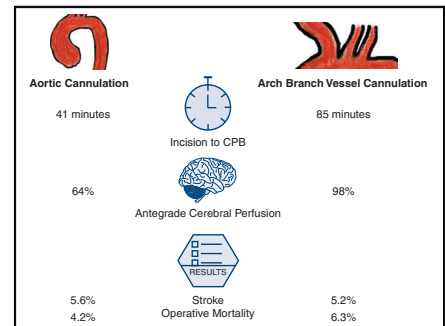 Aortic Cannulation Arch Branch Vessel Cannulation
41 minutes 85 minutes
Incision to CPB
64% 98%
Antegrade Cerebral Perfusion
RESULTS
5.6% Stroke 5.2%
4.2% Operative Mortality 6.3%